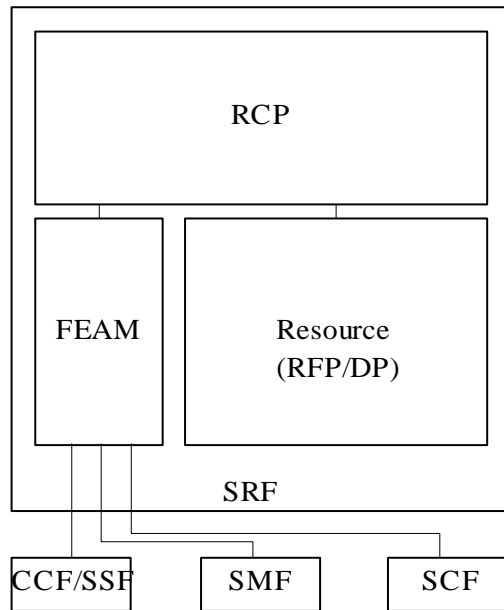 RCP
FEAM
Resource
(RFP/DP)
SRF
CCF/SSF
SMF
SCF